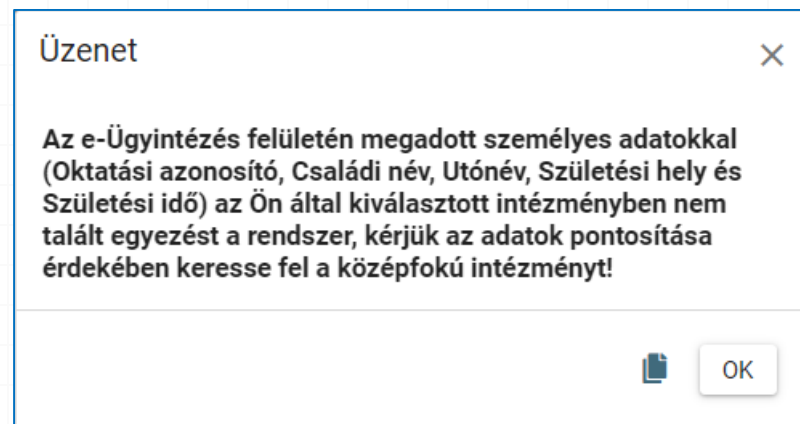 Üzenet
Az e-Ügyintézés felületén megadott személyes adatokkal
(Oktatási azonosító, Családi név, Utónév, Születési hely és
Születési idő) az Ön által kiválasztott intézményben nem
talált egyezést a rendszer, kérjük az adatok pontosítása
érdekében keresse fel a középfokú intézményt!
OK